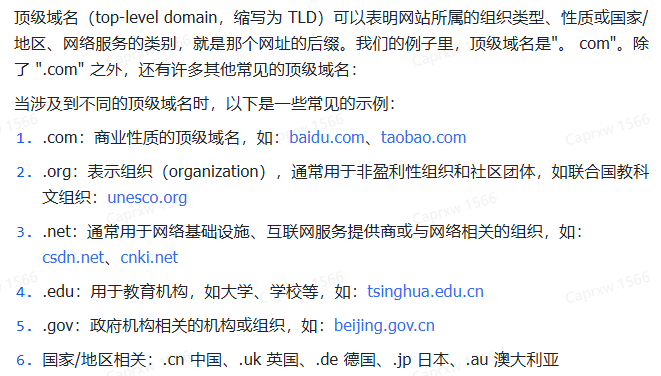 顶级域名（top-level domain，缩写为 TLD）可以表明网站所属的组织类型、性质或国家/
地区、网络服务的类别，就是那个网址的后缀。我们的例子里，顶级域名是"。 com"。除
了 ".com" 之外，还有许多其他常见的顶级域名：
当涉及到不同的顶级域名时，以下是一些常见的示例：
1. .com：商业性质的顶级域名，如：baidu.com、taobao.com
2. .org：表示组织（organization），通常用于非盈利性组织和社区团体，如联合国教科
文组织：unesco.org
3. .net：通常用于网络基础设施、互联网服务提供商或与网络相关的组织，如：
csdn.net、cnki.net
4. .edu：用于教育机构，如大学、学校等，如：tsinghua.edu.cn
5. .gov：政府机构相关的机构或组织，如：beijing.gov.cn
6. 国家/地区相关：.cn 中国、.uk 英国、.de 德国、.jp 日本、.au 澳大利亚
Caprxw 1566